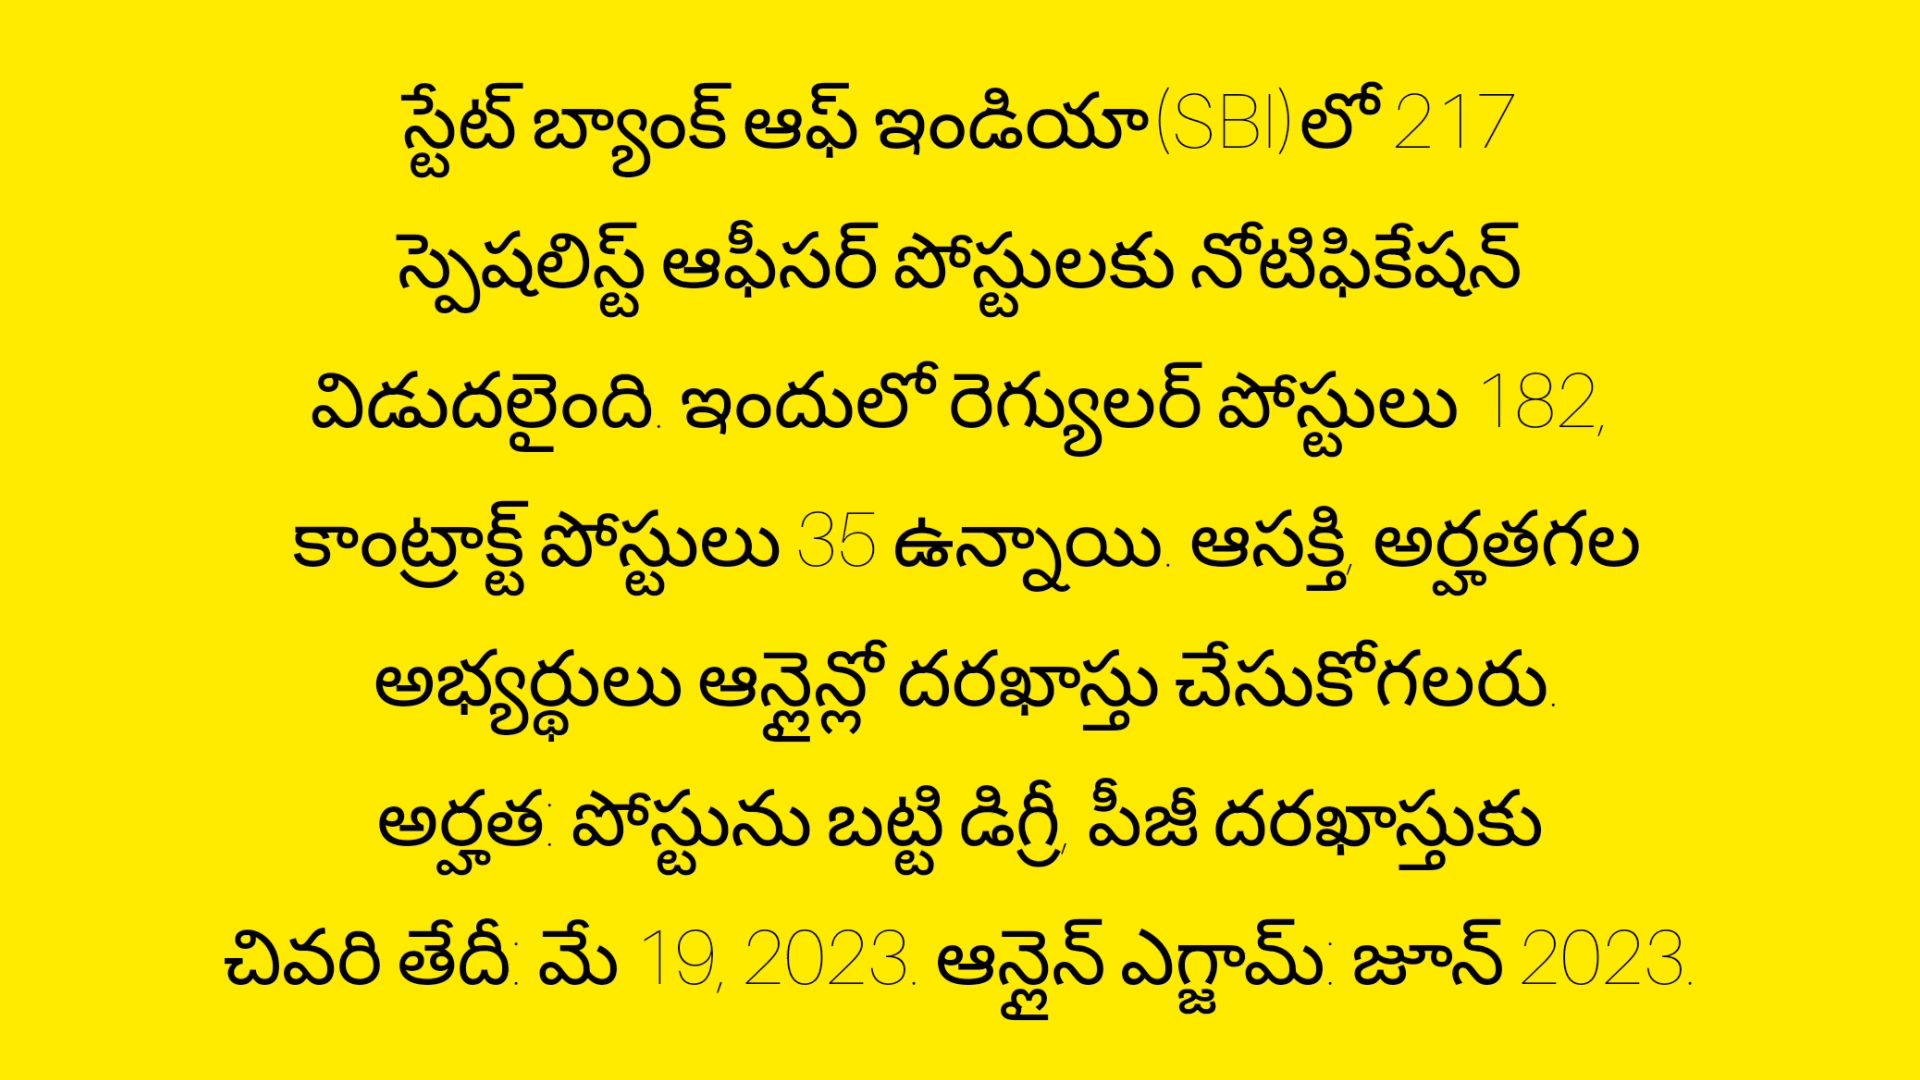 స్టేట్ బ్యాంక్ ఆఫ్ ఇండియా(SBI)లో 217
స్పెషలిస్ట్ ఆఫీసర్ పోస్టులకు నోటిఫికేషన్
విడుదలైంది. ఇందులో రెగ్యులర్ పోస్టులు 182,
కాంట్రాక్ట్ పోస్టులు 35 ఉన్నాయి. ఆసక్తి, అర్హతగల
అభ్యర్థులు ఆన్లైన్లో దరఖాస్తు చేసుకోగలరు.
అర్హత: పోస్టును బట్టి డిగ్రీ, పీజీ దరఖాస్తుకు
చివరి తేదీ: మే 19, 2023. ఆన్లైన్ ఎగ్జామ్: జూన్ 2023.